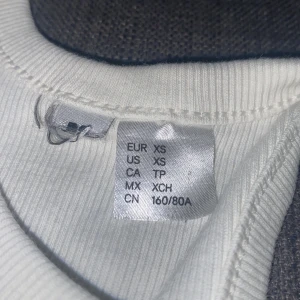 EUR XS
US XS
CA TP
MX XCH
CN 160/80A